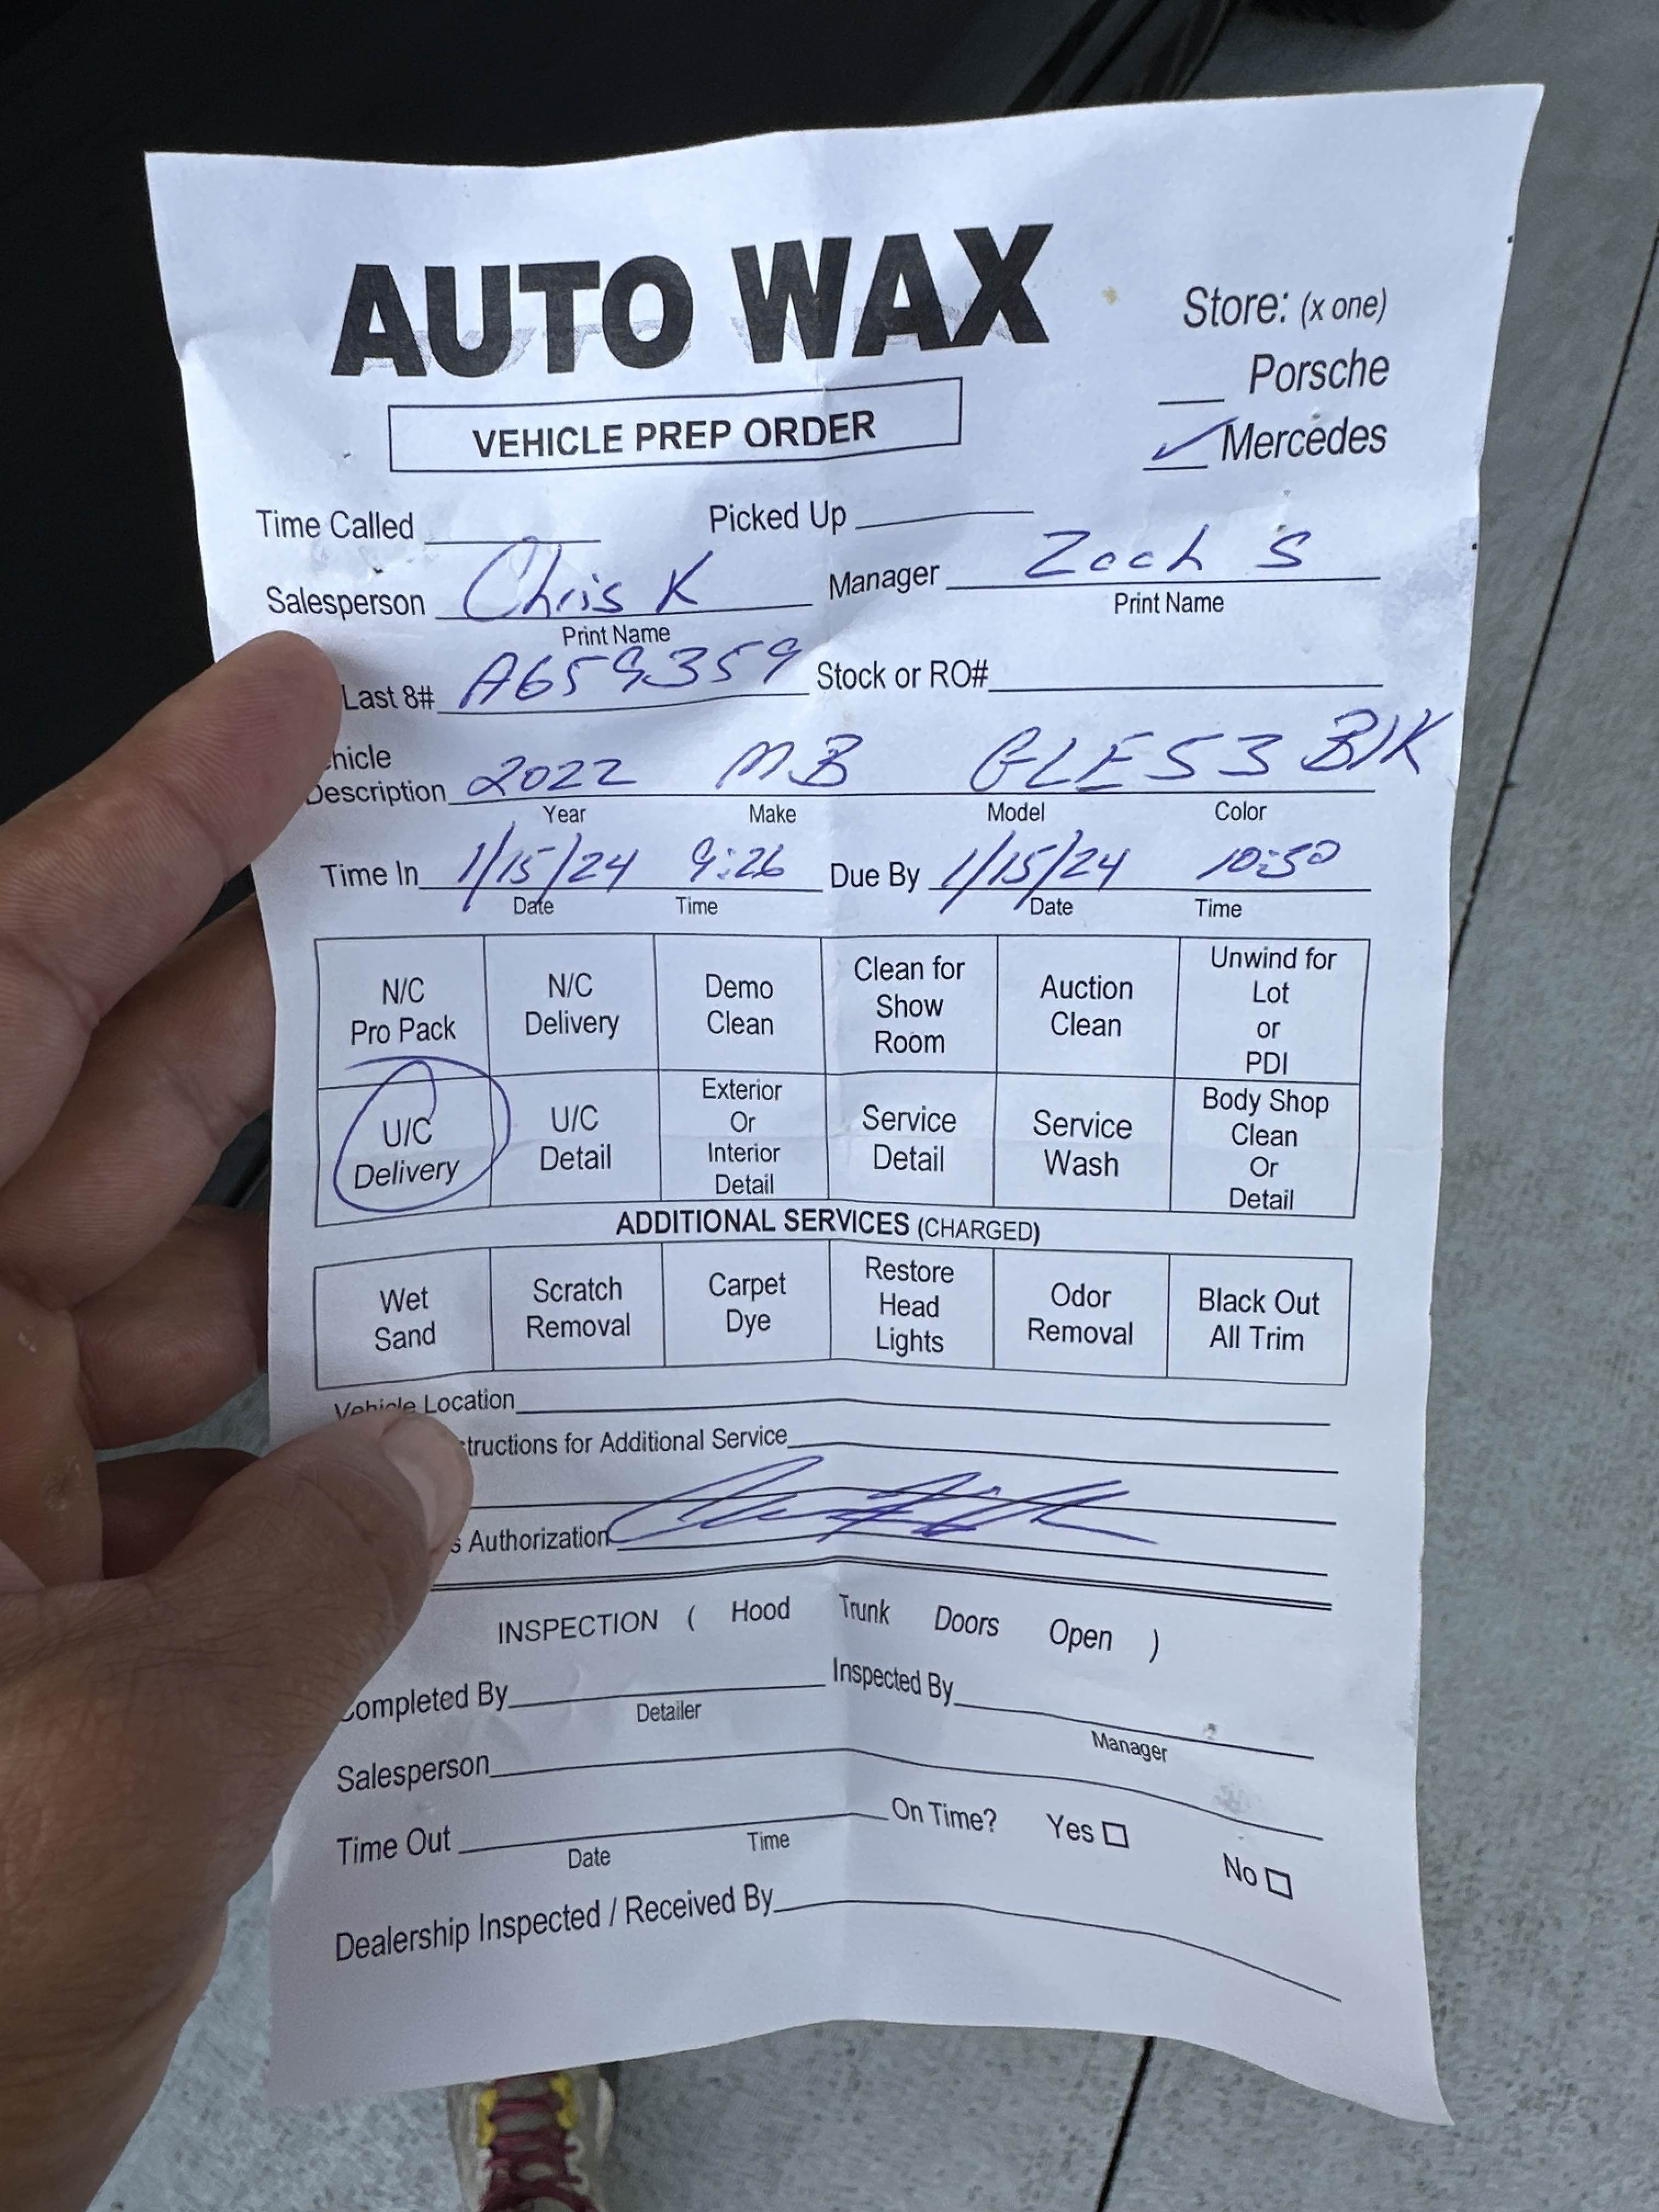 AUTO WAX
Store: (x one)
Porsche
✓ Mercedes
VEHICLE PREP ORDER
Time Called Picked Up
Salesperson Chris K Manager Zach S
Print Name Print Name
Last 8# A659359 Stock or RO#
hicle
Description 2022 MB GLE53 Blk
Year Make Model Color
Time In 1/15/24 9:26 Due By 1/15/24 10:30
Date Time Date Time
N/C Pro Pack
N/C Delivery
Demo Clean
Clean for Show Room
Auction Clean
Unwind for Lot or PDI
U/C Delivery
U/C Detail
Exterior Or Interior Detail
Service Detail
Service Wash
Body Shop Clean Or Detail
ADDITIONAL SERVICES (CHARGED)
Wet Sand
Scratch Removal
Carpet Dye
Restore Head Lights
Odor Removal
Black Out All Trim
Vehicle Location
structions for Additional Service
s Authorization
INSPECTION ( Hood Trunk Doors Open )
Completed By Inspected By
Detailer Manager
Salesperson
Time Out On Time? Yes No
Date Time
Dealership Inspected / Received By